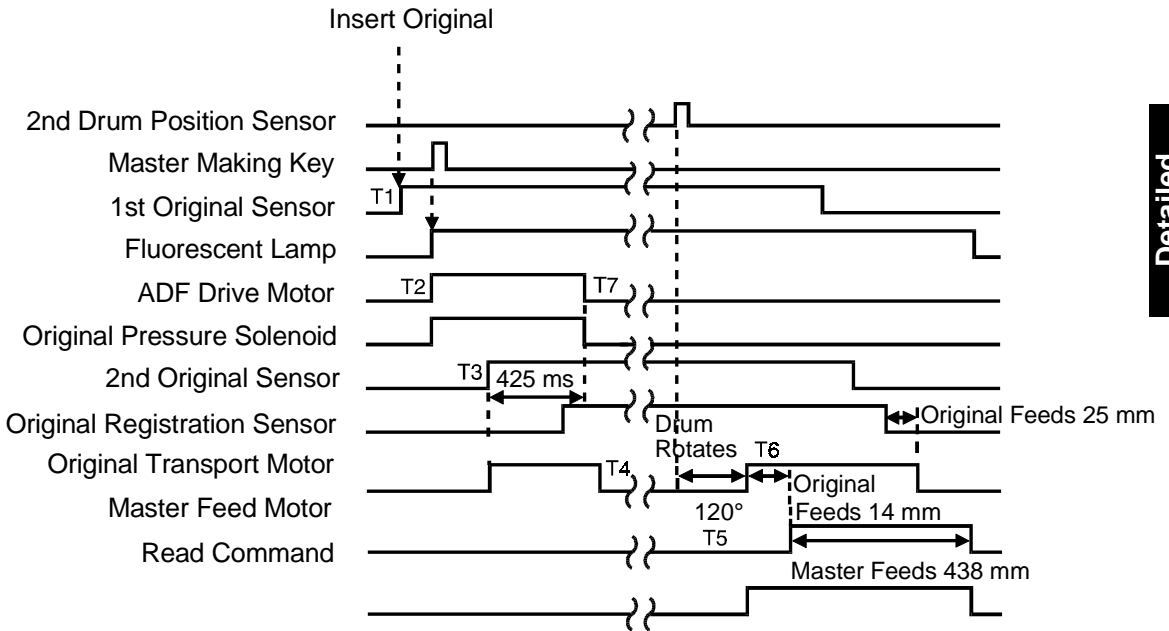 Insert Original
2nd Drum Position Sensor
Master Making Key
T1
1st Original Sensor
Fluorescent Lamp
ADF Drive Motor
T2
T7
Original Pressure Solenoid
2nd Original Sensor
T3
425 ms
Original Registration Sensor
Drum
Rotates
Original Feeds 25 mm
Original Transport Motor
T4
T6
Original
Feeds 14 mm
Master Feed Motor
120°
T5
Read Command
Master Feeds 438 mm
Detailed